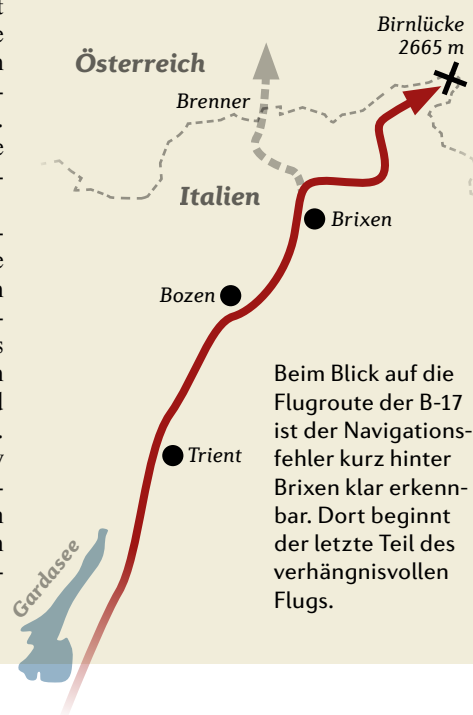 Birnlücke
2665 m
Österreich
Brenner
Italien
Brixen
Bozen
Trient
Gardasee
Beim Blick auf die
Flugroute der B-17
ist der Navigations-
fehler kurz hinter
Brixen klar erkenn-
bar. Dort beginnt
der letzte Teil des
verhängnisvollen
Flugs.